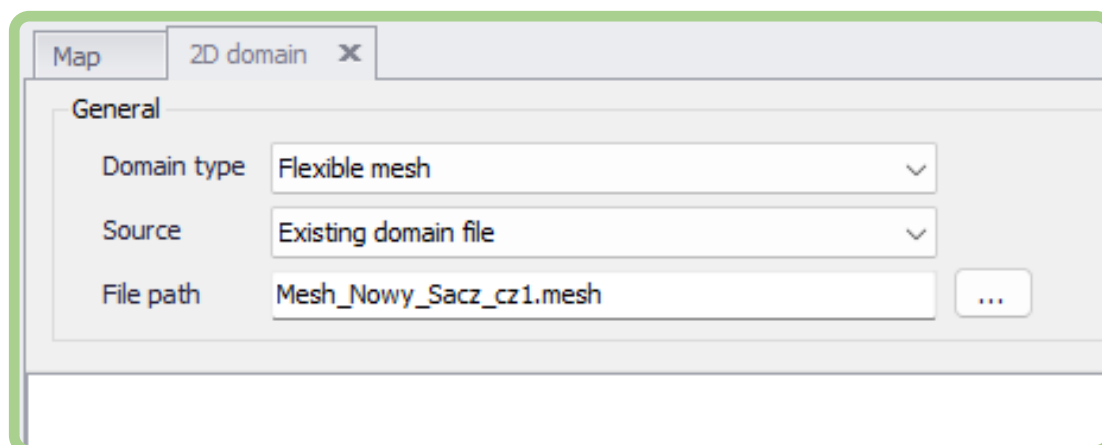 Map 2D domain
General
Domain type Flexible mesh
Source Existing domain file
File path Mesh_Nowy_Sacz_cz1.mesh ...